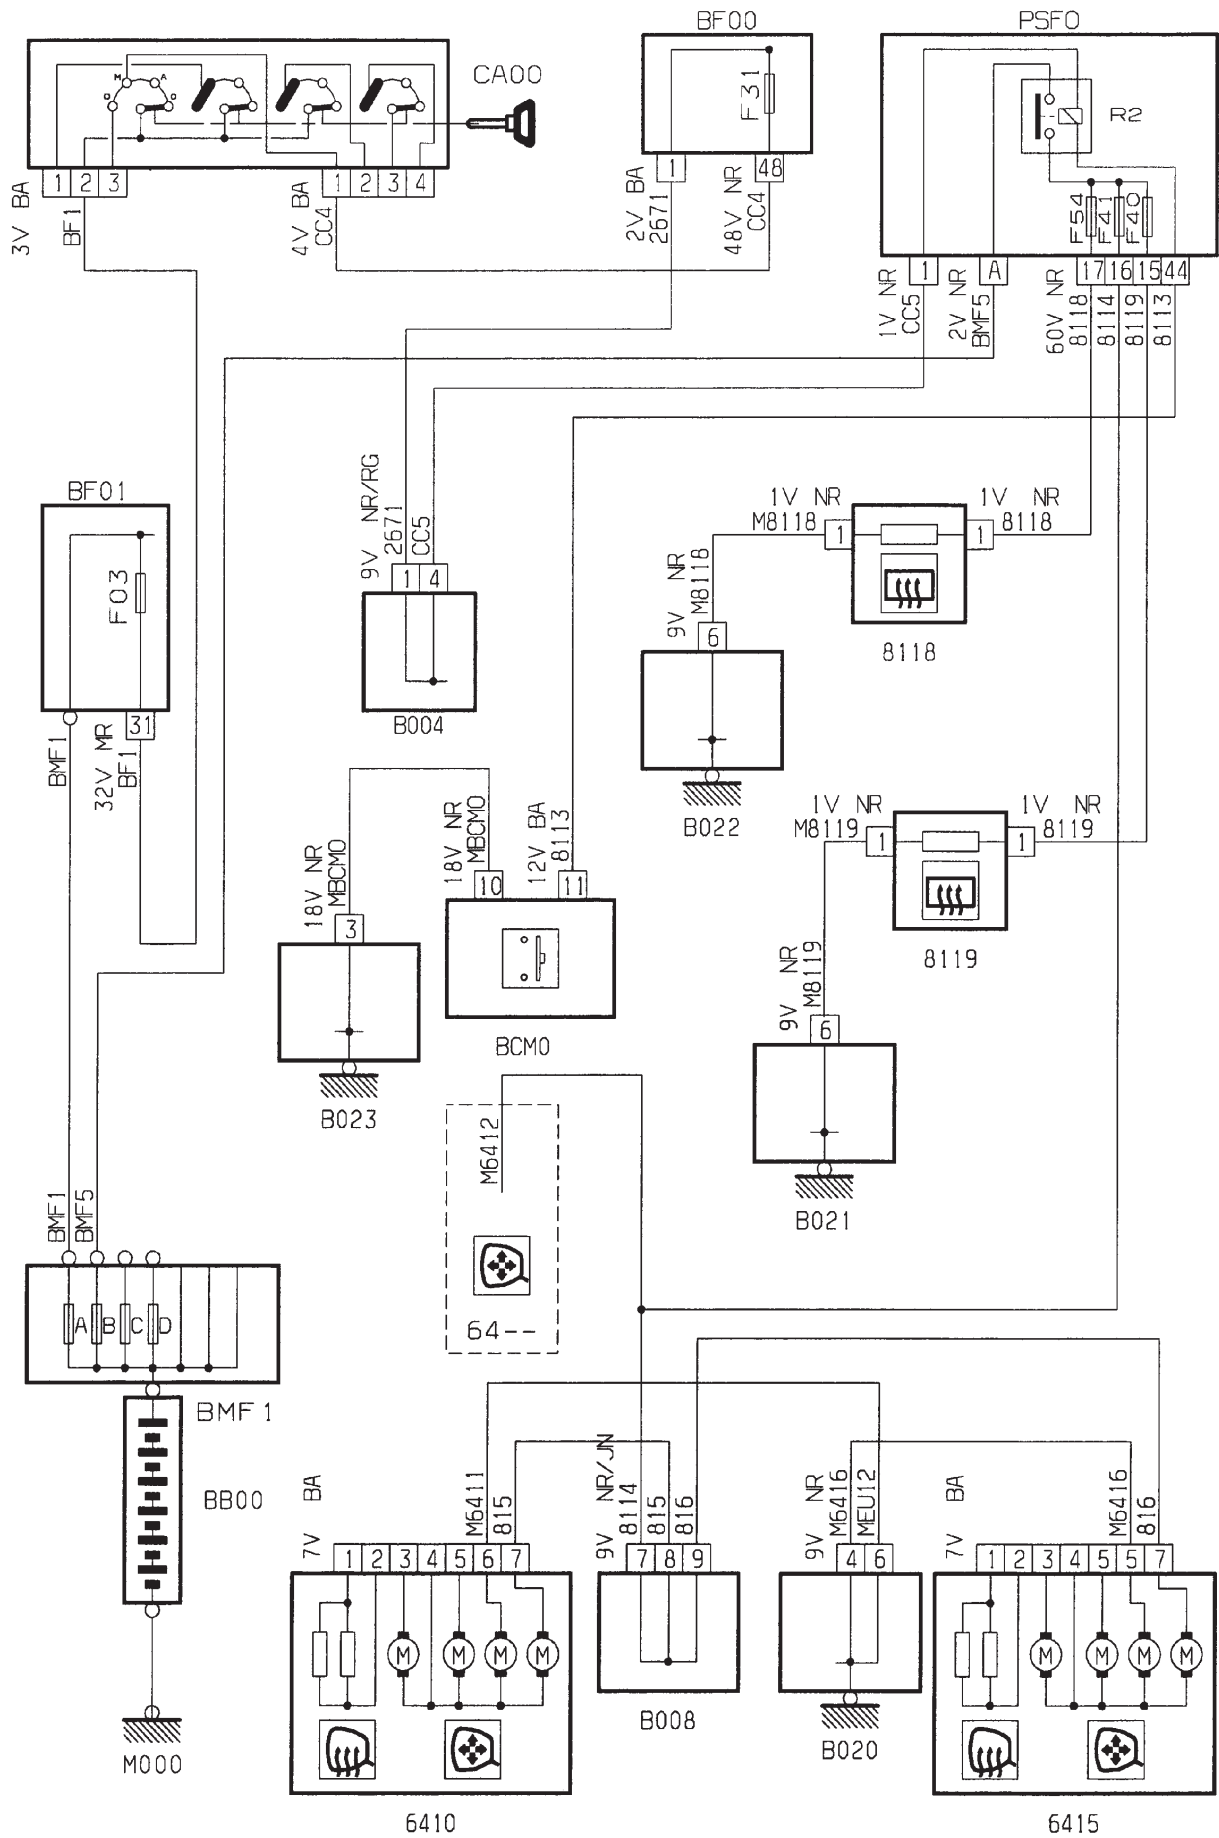 BF00
PSF0
M A
D D
CA00
F31
R2
F54
F41
F40
1 2 3
1 2 3 4
1
48
1
A
17 16 15 44
3V BA
BF1
4V BA
CC4
2V BA
2671
48V NR
CC4
1V NR
CC5
2V NR
BMF5
60V NR
8118
8114
8119
8113
BF01
F03
31
BMF1
32V MR
BF1
9V NR/RG
2671
CC5
1 4
B004
1V NR
M8118
1
1
1V NR
8118
8118
9V NR
M8118
6
B022
1V NR
M8119
1
1
1V NR
8119
8119
9V NR
M8119
6
B021
18V NR
MBCM0
10
12V BA
8113
11
BCM0
18V NR
MBCM0
3
B023
M6412
64--
BMF1
BMF5
A B C D
BMF1
BB00
M000
7V BA
M6411
815
1 2 3 4 5 6 7
M M M M
6410
9V NR/JN
8114
815
816
7 8 9
B008
9V NR
M6416
MEU12
4 6
B020
7V BA
M6416
816
1 2 3 4 5 6 7
M M M M
6415